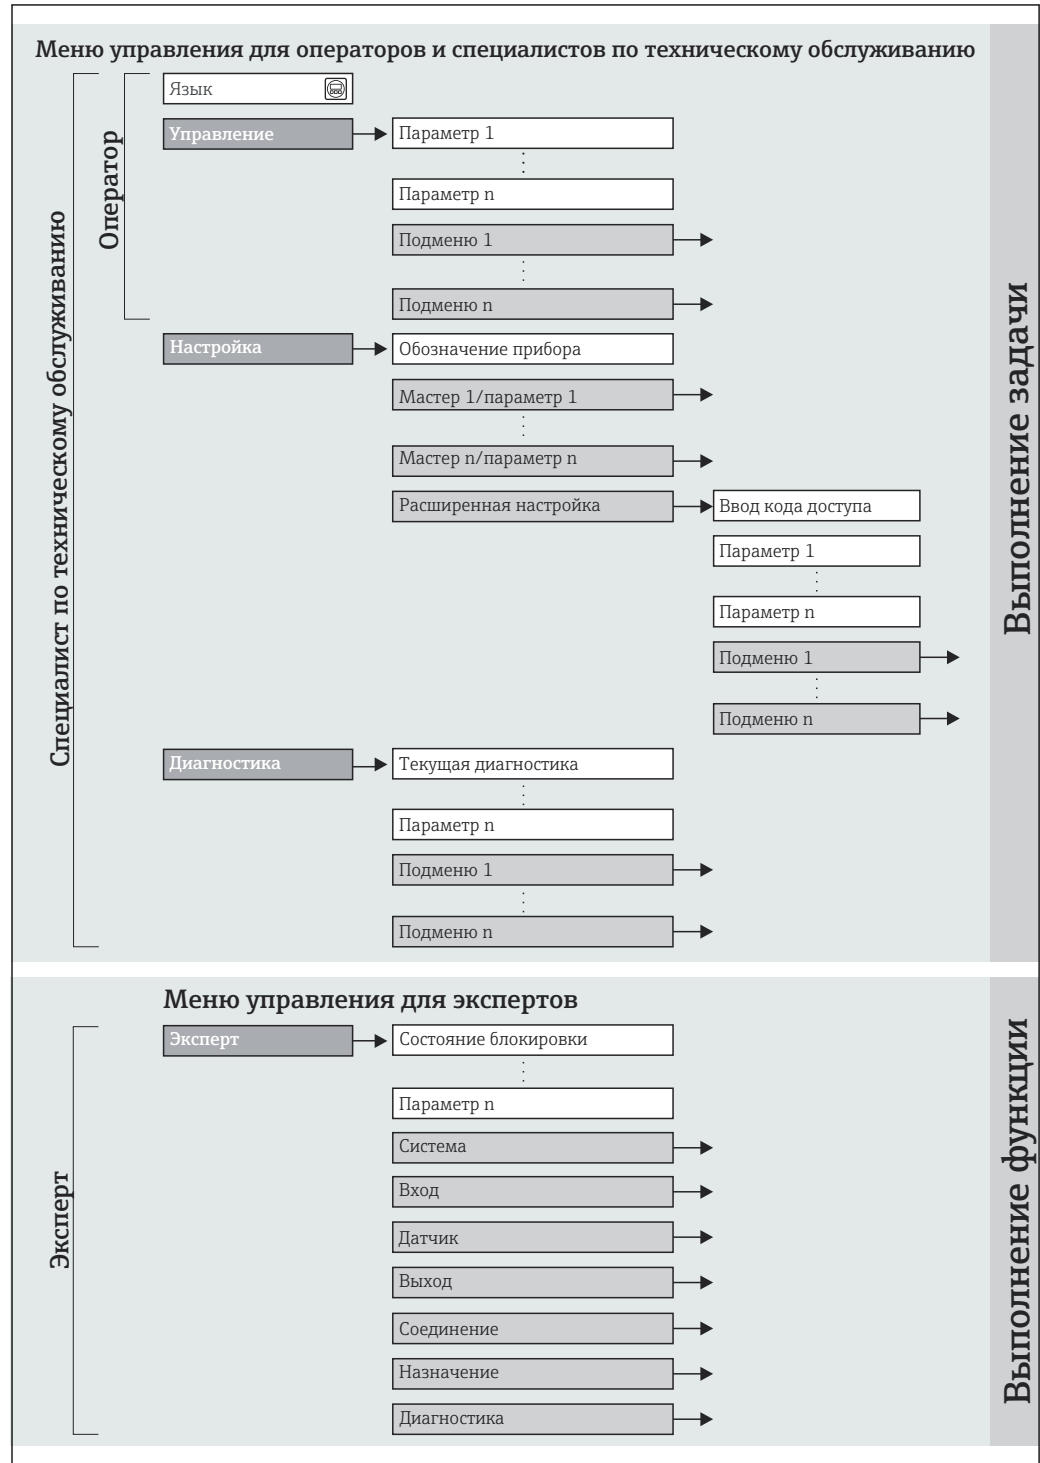 Меню управления для операторов и специалистов по техническому обслуживанию
Специалист по техническому обслуживанию
Оператор
Язык
Управление
Параметр 1
Параметр n
Подменю 1
Подменю n
Настройка
Обозначение прибора
Мастер 1/параметр 1
Мастер n/параметр n
Расширенная настройка
Ввод кода доступа
Параметр 1
Параметр n
Подменю 1
Подменю n
Диагностика
Текущая диагностика
Параметр n
Подменю 1
Подменю n
Выполнение задачи
Меню управления для экспертов
Эксперт
Эксперт
Состояние блокировки
Параметр n
Система
Вход
Датчик
Выход
Соединение
Назначение
Диагностика
Выполнение функции